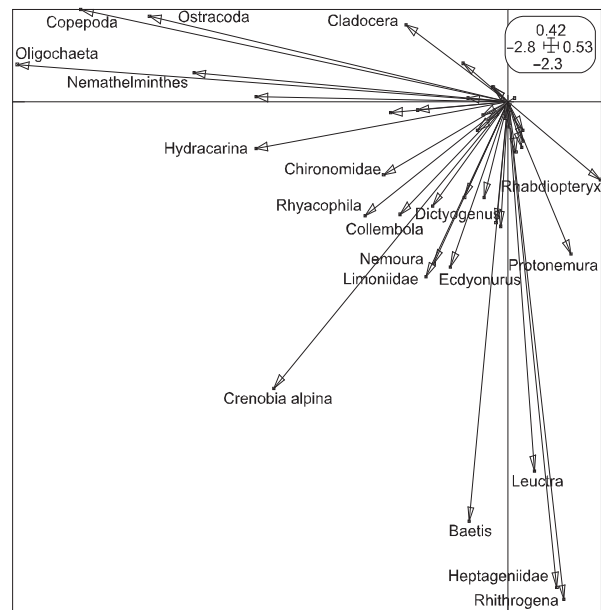 Copepoda
Ostracoda
Cladocera
0.42
-2.8 0.53
-2.3
Oligochaeta
Nemathelminthes
Hydracarina
Chironomidae
Rhabdiopteryx
Rhyacophila
Dictyogenus
Collembola
Nemoura
Protonemura
Limoniidae
Ecdyonurus
Crenobia alpina
Leuctra
Baetis
Heptageniidae
Rhithrogena